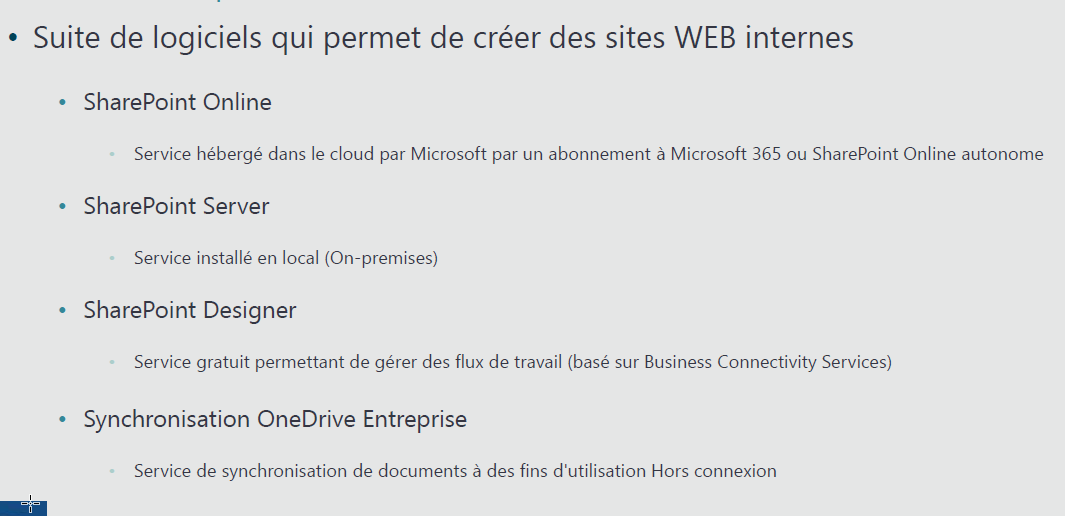 • Suite de logiciels qui permet de créer des sites WEB internes
• SharePoint Online
• Service hébergé dans le cloud par Microsoft par un abonnement à Microsoft 365 ou SharePoint Online autonome
• SharePoint Server
• Service installé en local (On-premises)
• SharePoint Designer
• Service gratuit permettant de gérer des flux de travail (basé sur Business Connectivity Services)
• Synchronisation OneDrive Entreprise
• Service de synchronisation de documents à des fins d'utilisation Hors connexion